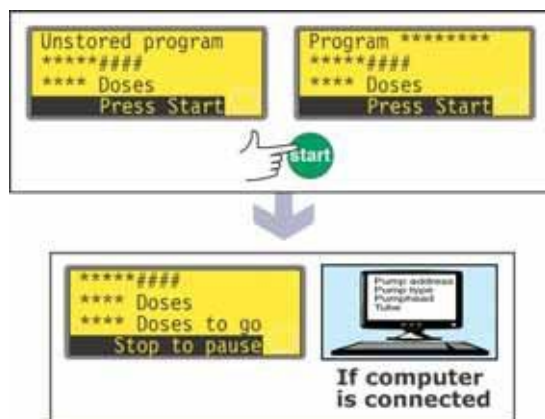 Unstored program
*****####
**** Doses
Press Start
Program ********
*****####
**** Doses
Press Start
start
*****####
**** Doses
**** Doses to go
Stop to pause
Pump address
Pump type
Pumphead
Tube
If computer
is connected